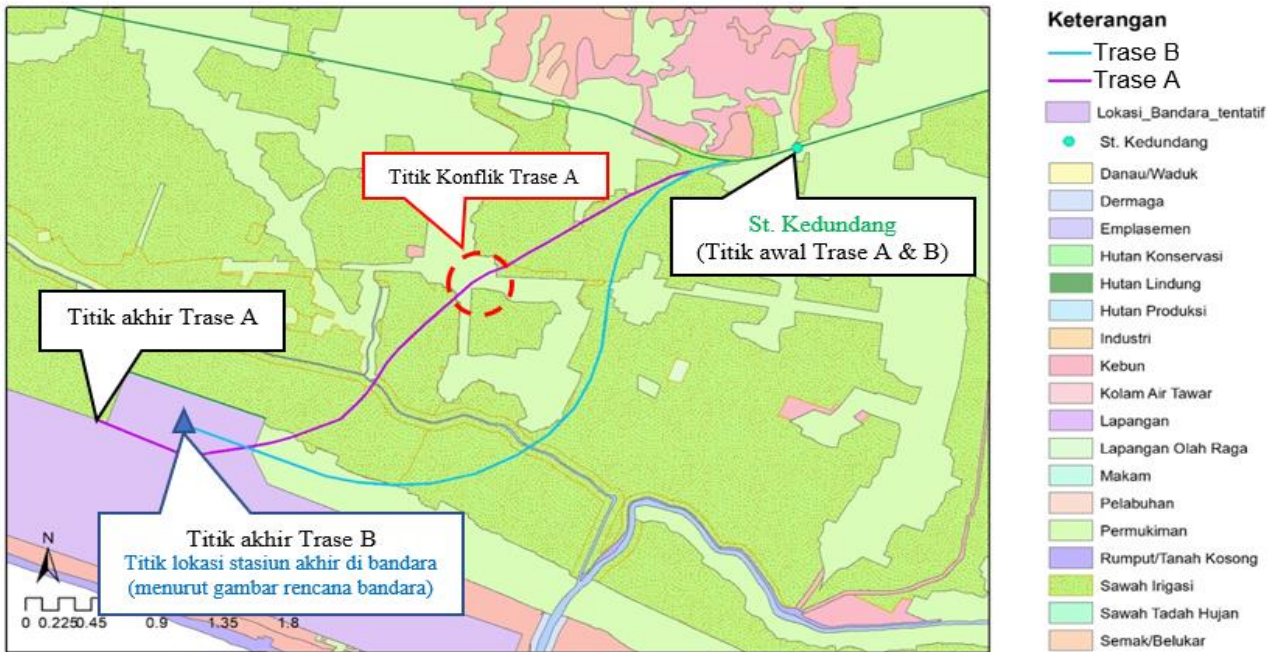 Titik Konflik Trase A
St. Kedundang
(Titik awal Trase A & B)
Titik akhir Trase A
Titik akhir Trase B
Titik lokasi stasiun akhir di bandara
(menurut gambar rencana bandara)
N
0 0.225 0.45 0.9 1.35 1.8
Keterangan
Trase B
Trase A
Lokasi_Bandara_tentatif
St. Kedundang
Danau/Waduk
Dermaga
Emplasemen
Hutan Konservasi
Hutan Lindung
Hutan Produksi
Industri
Kebun
Kolam Air Tawar
Lapangan
Lapangan Olah Raga
Makam
Pelabuhan
Permukiman
Rumput/Tanah Kosong
Sawah Irigasi
Sawah Tadah Hujan
Semak/Belukar